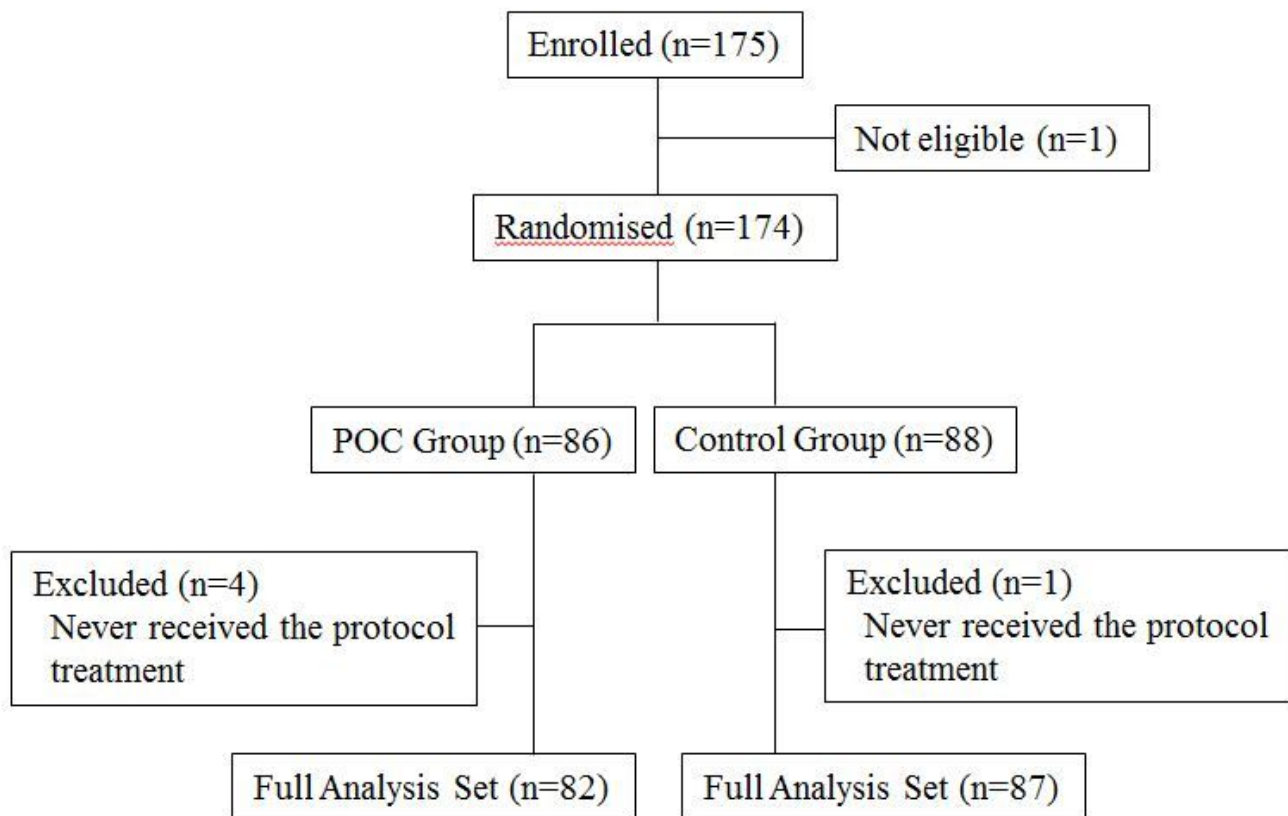 Enrolled (n=175)
Not eligible (n=1)
Randomised (n=174)
POC Group (n=86)
Control Group (n=88)
Excluded (n=4)
Never received the protocol
treatment
Excluded (n=1)
Never received the protocol
treatment
Full Analysis Set (n=82)
Full Analysis Set (n=87)